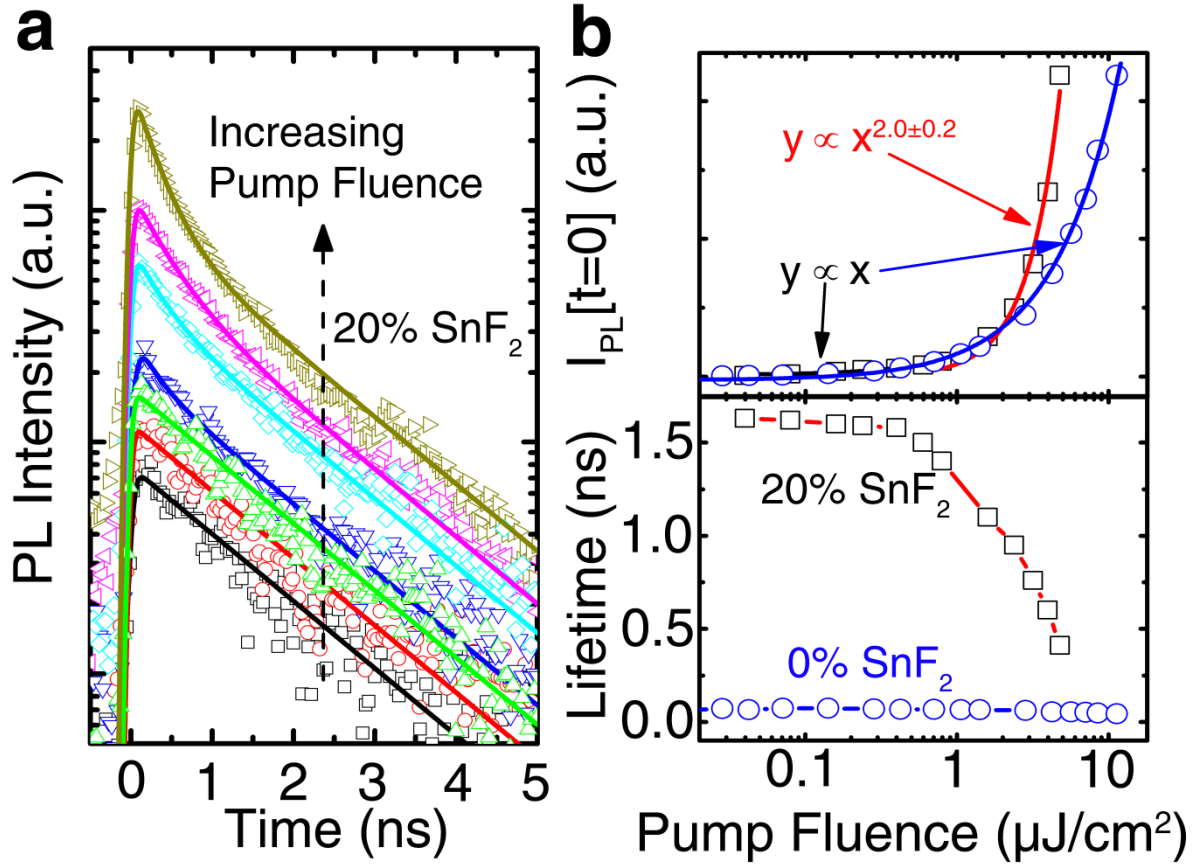 a
Increasing
Pump Fluence
20% SnF₂
PL Intensity (a.u.)
0 1 2 3 4 5
Time (ns)
b
y ∝ x²·⁰±⁰·²
y ∝ x
I_PL[t=0] (a.u.)
1.5
1.0
0.5
0.0
20% SnF₂
0% SnF₂
Lifetime (ns)
0.1 1 10
Pump Fluence (μJ/cm²)